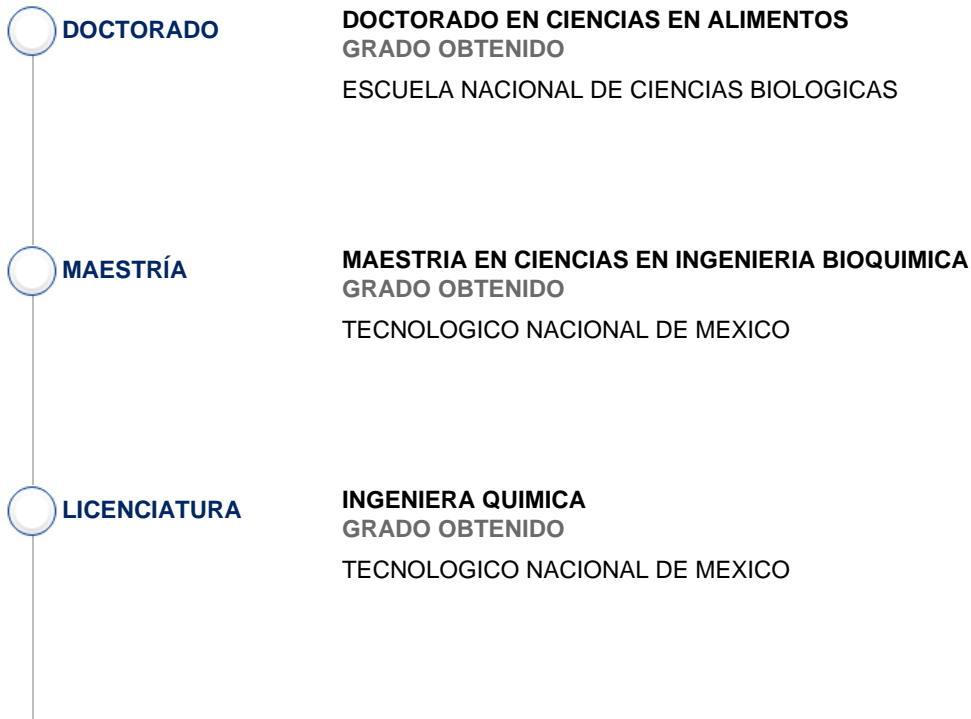 DOCTORADO
DOCTORADO EN CIENCIAS EN ALIMENTOS
GRADO OBTENIDO
ESCUELA NACIONAL DE CIENCIAS BIOLOGICAS
MAESTRÍA
MAESTRIA EN CIENCIAS EN INGENIERIA BIOQUIMICA
GRADO OBTENIDO
TECNOLOGICO NACIONAL DE MEXICO
LICENCIATURA
INGENIERA QUIMICA
GRADO OBTENIDO
TECNOLOGICO NACIONAL DE MEXICO